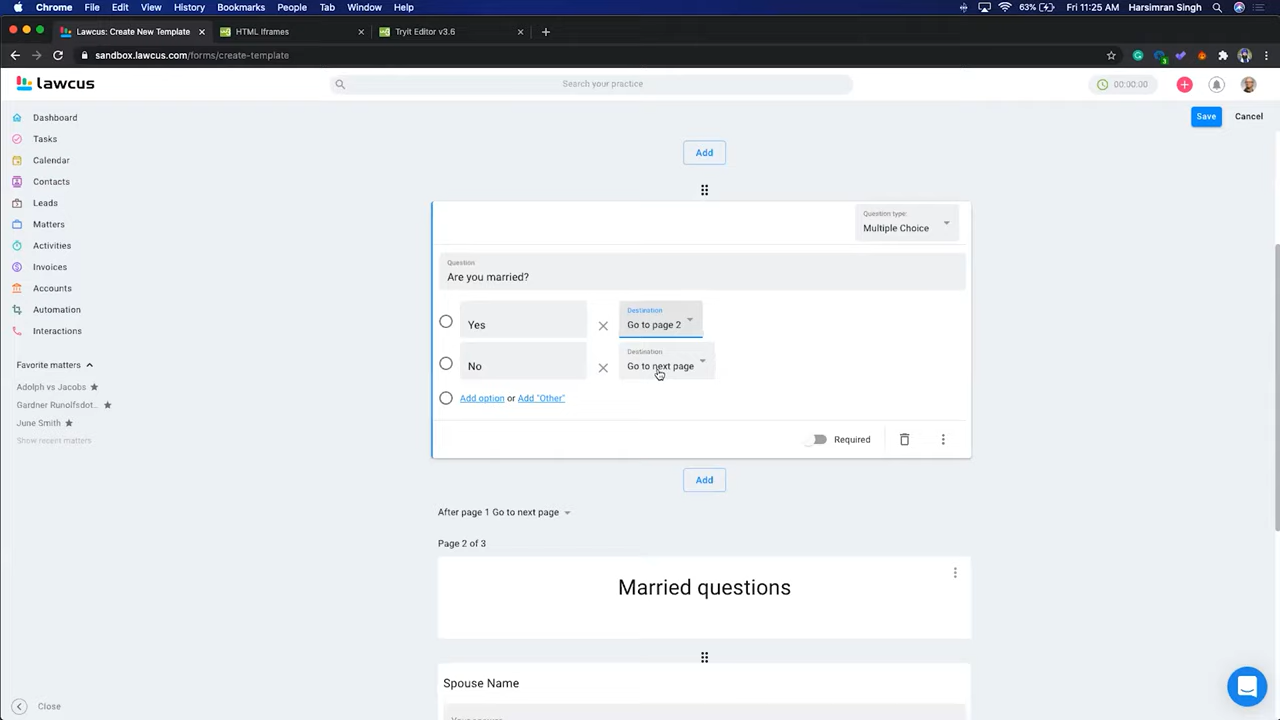 Chrome File Edit View History Bookmarks People Tab Window Help 63% Fri 11:25 AM Harsimran Singh
Lawcus: Create New Template HTML Iframes Tryit Editor v3.6
sandbox.lawcus.com/forms/create-template
lawcus Search your practice 00:00:00
Save Cancel
Dashboard
Tasks
Calendar
Contacts
Leads
Matters
Activities
Invoices
Accounts
Automation
Interactions
Favorite matters
Adolph vs Jacobs
Gardner Runolfsdot...
June Smith
Show recent matters
Close
Add
Question type:
Multiple Choice
Question
Are you married?
Destination
Yes Go to page 2
Destination
No Go to next page
Add option or Add "Other"
Required
Add
After page 1 Go to next page
Page 2 of 3
Married questions
Spouse Name
Your answer